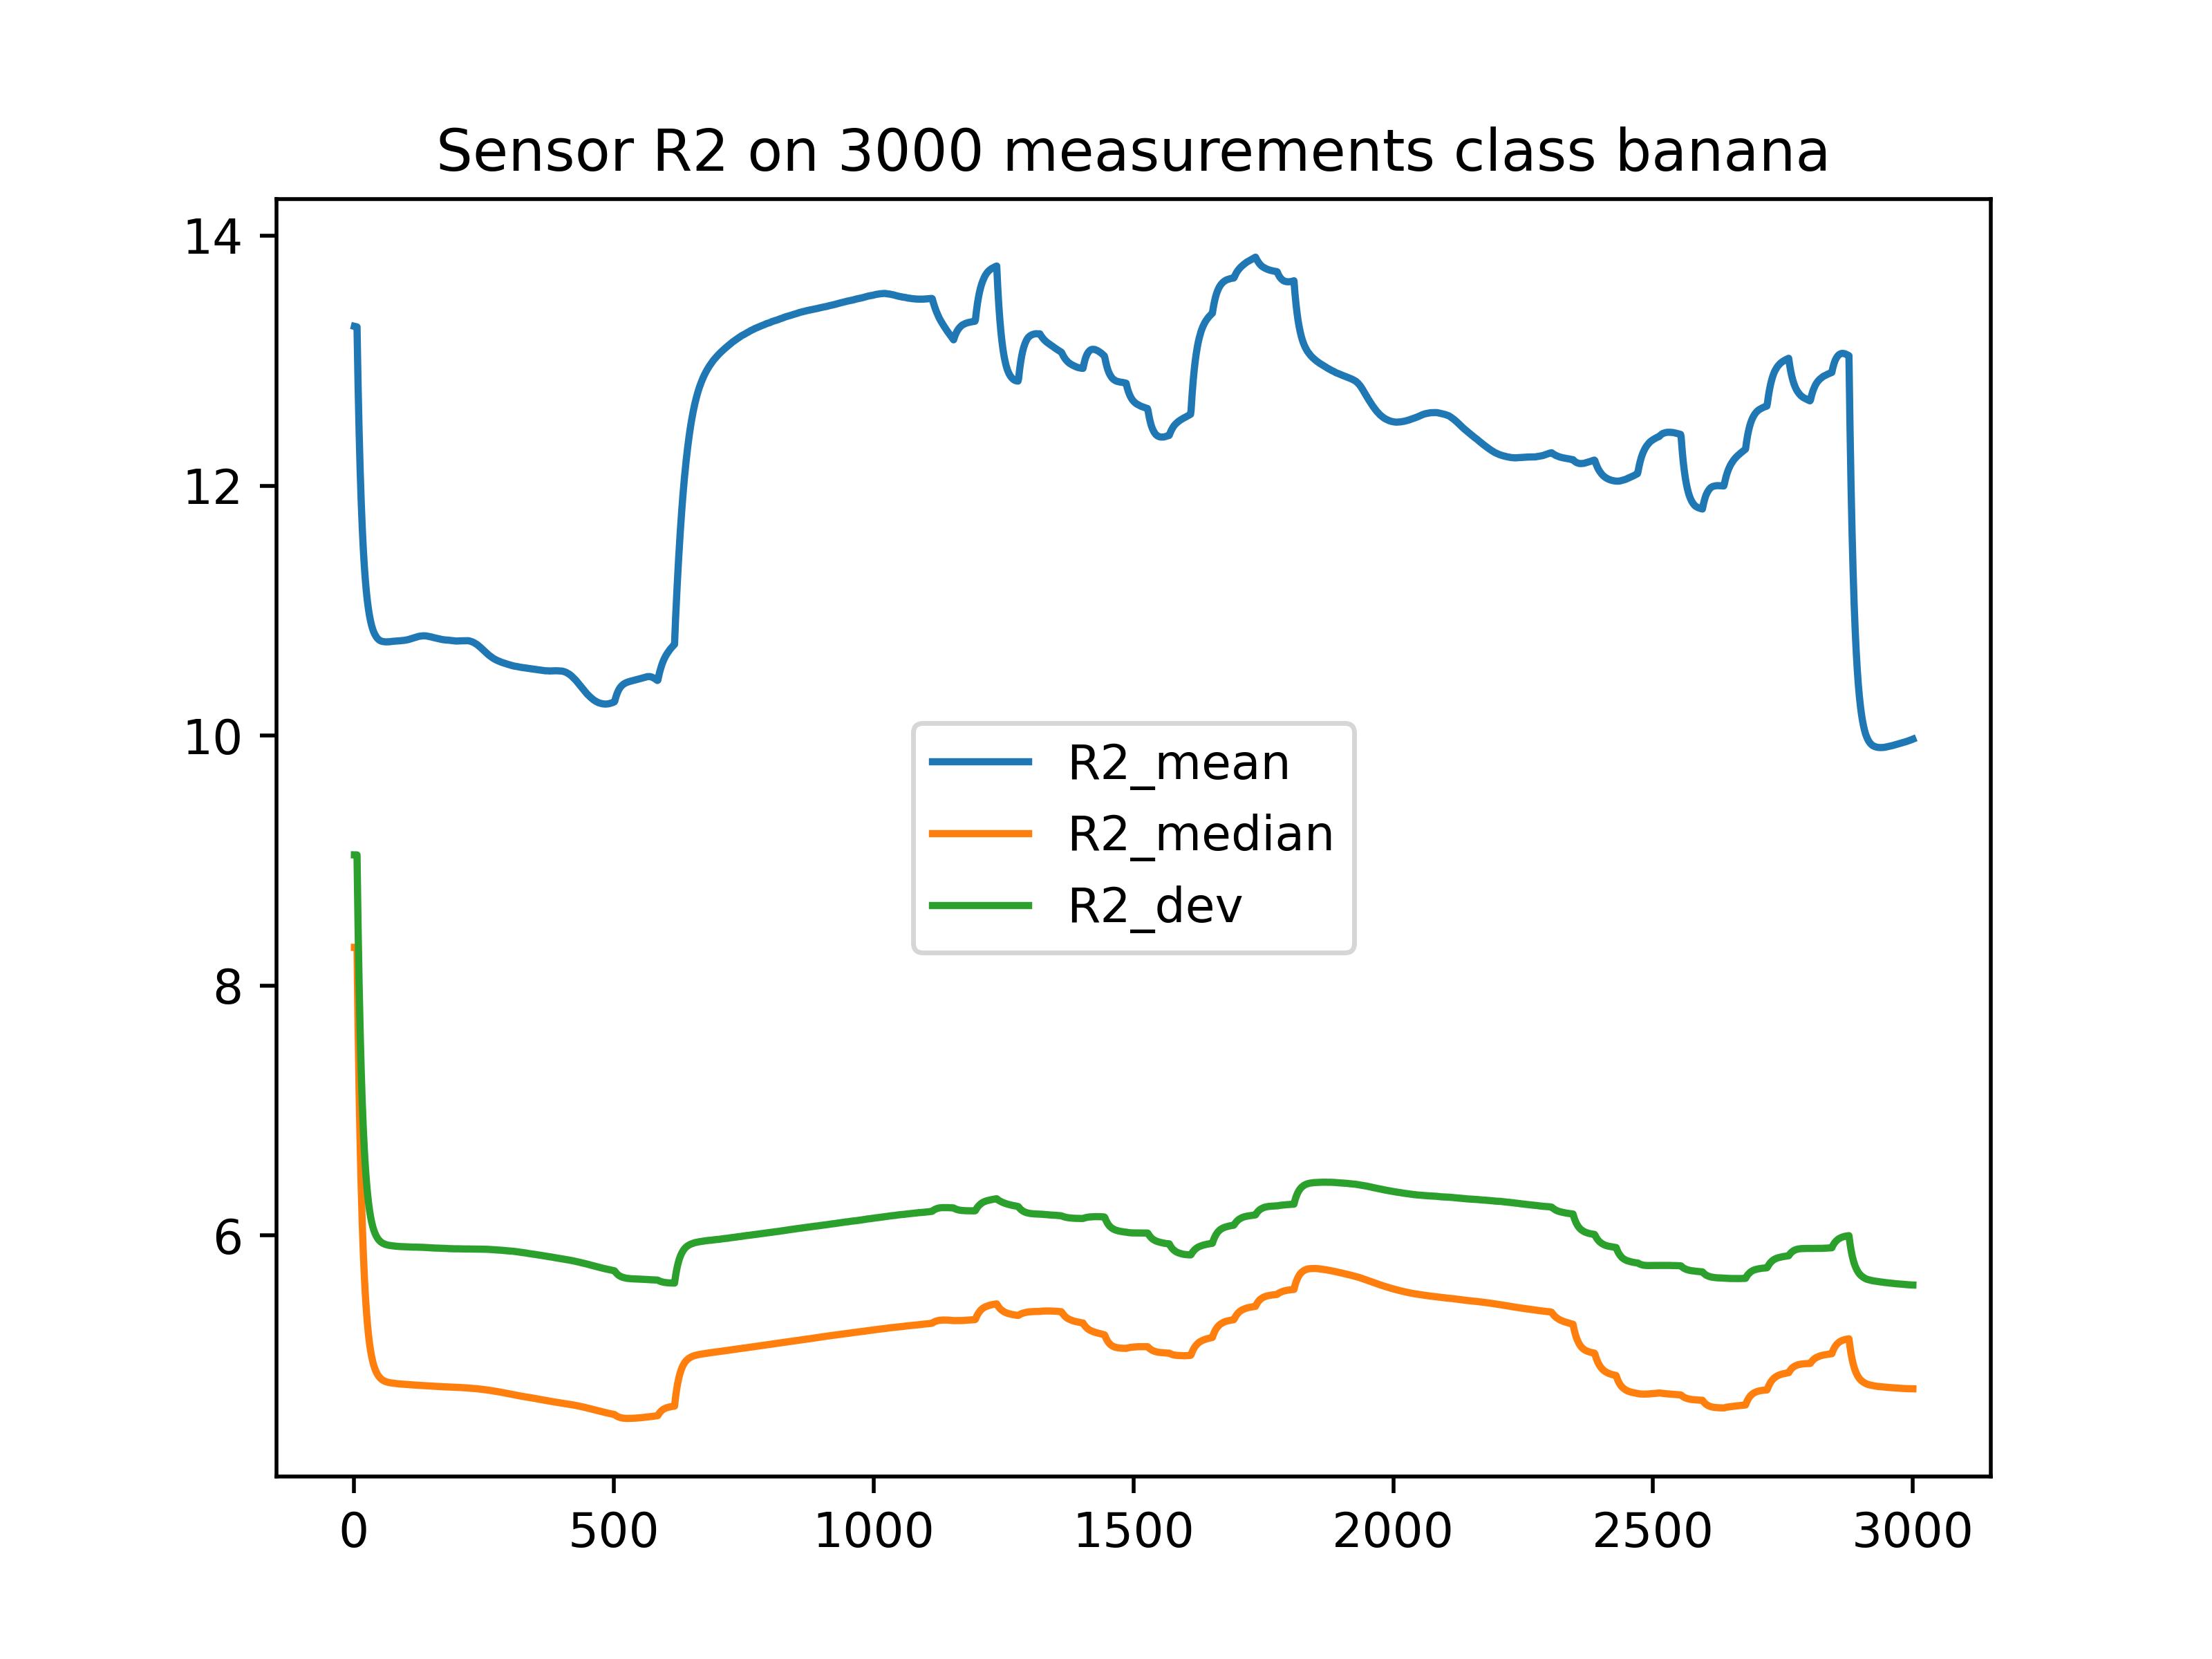 Sensor R2 on 3000 measurements class banana
14
12
10
8
6
R2_mean
R2_median
R2_dev
0 500 1000 1500 2000 2500 3000